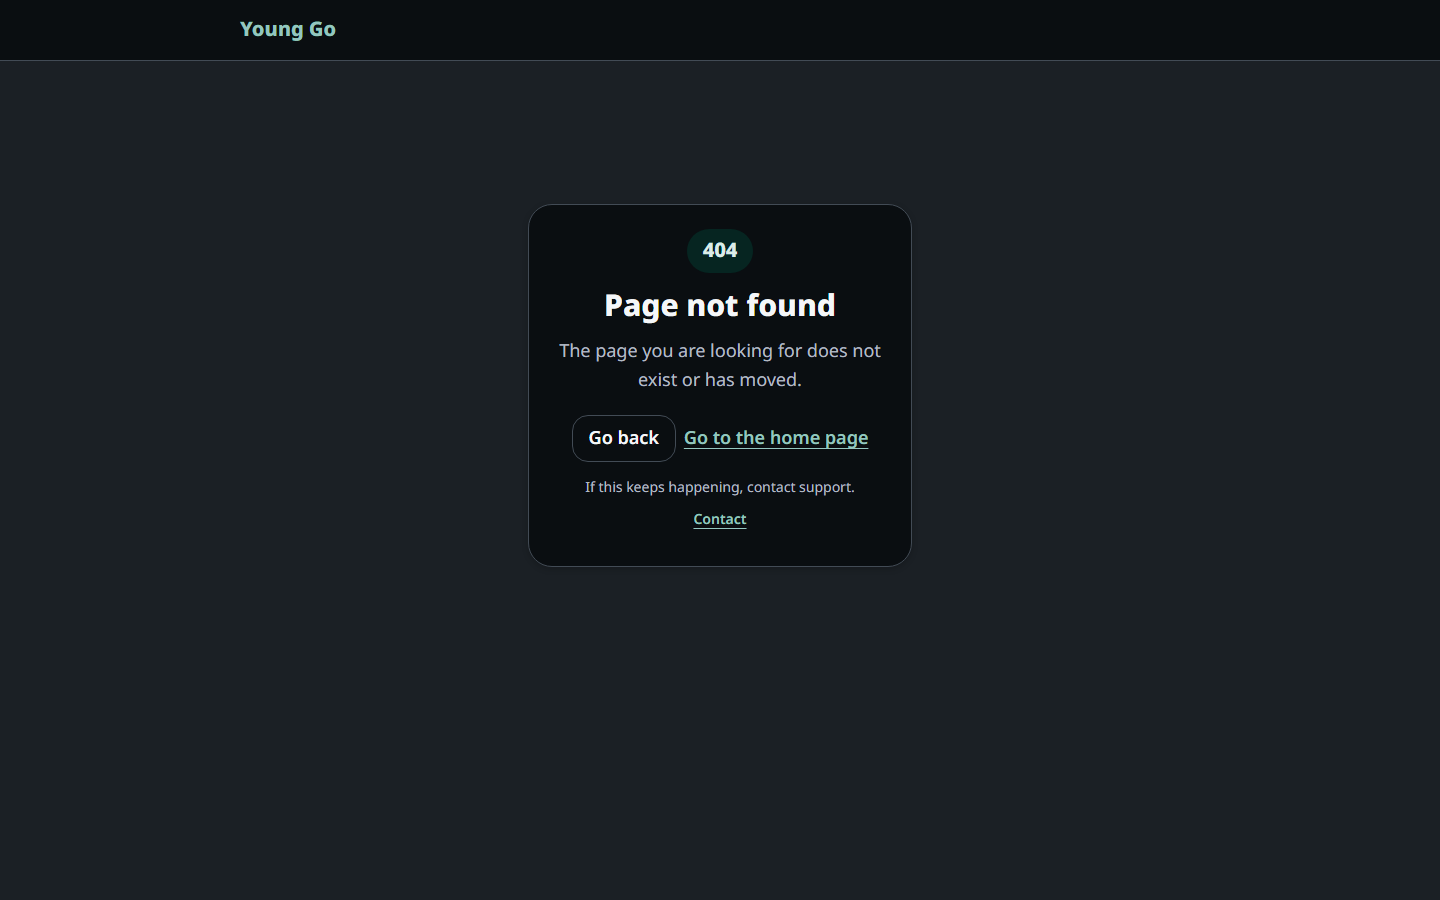 Young Go
404
Page not found
The page you are looking for does not
exist or has moved.
Go back Go to the home page
If this keeps happening, contact support.
Contact